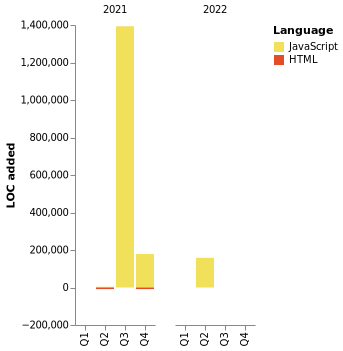 2021
2022
LOC added
1,400,000
1,200,000
1,000,000
800,000
600,000
400,000
200,000
0
−200,000
Q1
Q2
Q3
Q4
Q1
Q2
Q3
Q4
Language
JavaScript
HTML